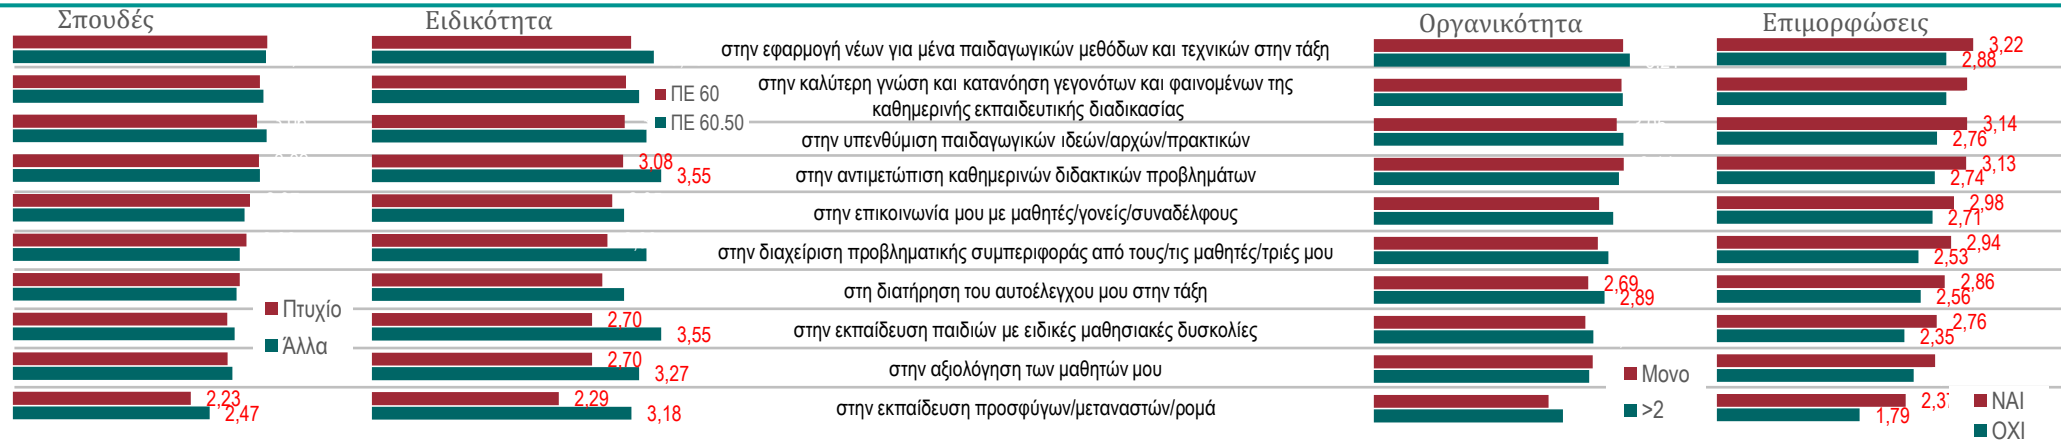 Σπουδές Ειδικότητα Οργανικότητα Επιμορφώσεις
στην εφαρμογή νέων για μένα παιδαγωγικών μεθόδων και τεχνικών στην τάξη
3,22
2,88
στην καλύτερη γνώση και κατανόηση γεγονότων και φαινομένων της
καθημερινής εκπαιδευτικής διαδικασίας
ΠΕ 60
ΠΕ 60.50
στην υπενθύμιση παιδαγωγικών ιδεών/αρχών/πρακτικών
3,14
2,76
3,08
3,55
στην αντιμετώπιση καθημερινών διδακτικών προβλημάτων
3,13
2,74
στην επικοινωνία μου με μαθητές/γονείς/συναδέλφους
2,98
2,71
στην διαχείριση προβληματικής συμπεριφοράς από τους/τις μαθητές/τριές μου
2,94
2,53
στη διατήρηση του αυτοέλεγχου μου στην τάξη
2,69
2,89
2,86
2,56
Πτυχίο
Άλλα
2,70
3,55
στην εκπαίδευση παιδιών με ειδικές μαθησιακές δυσκολίες
2,76
2,35
2,70
3,27
στην αξιολόγηση των μαθητών μου
Μονο
>2
2,23
2,47
2,29
3,18
στην εκπαίδευση προσφύγων/μεταναστών/ρομά
2,37
1,79
ΝΑΙ
ΟΧΙ